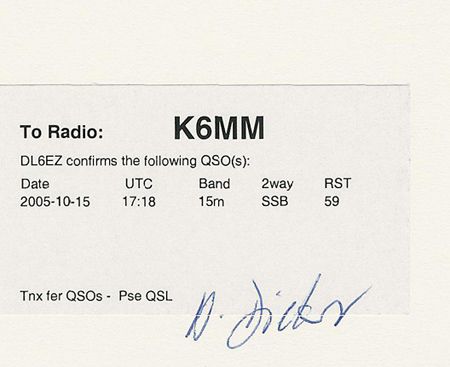 To Radio: K6MM
DL6EZ confirms the following QSO(s):
Date UTC Band 2way RST
2005-10-15 17:18 15m SSB 59
Tnx fer QSOs - Pse QSL